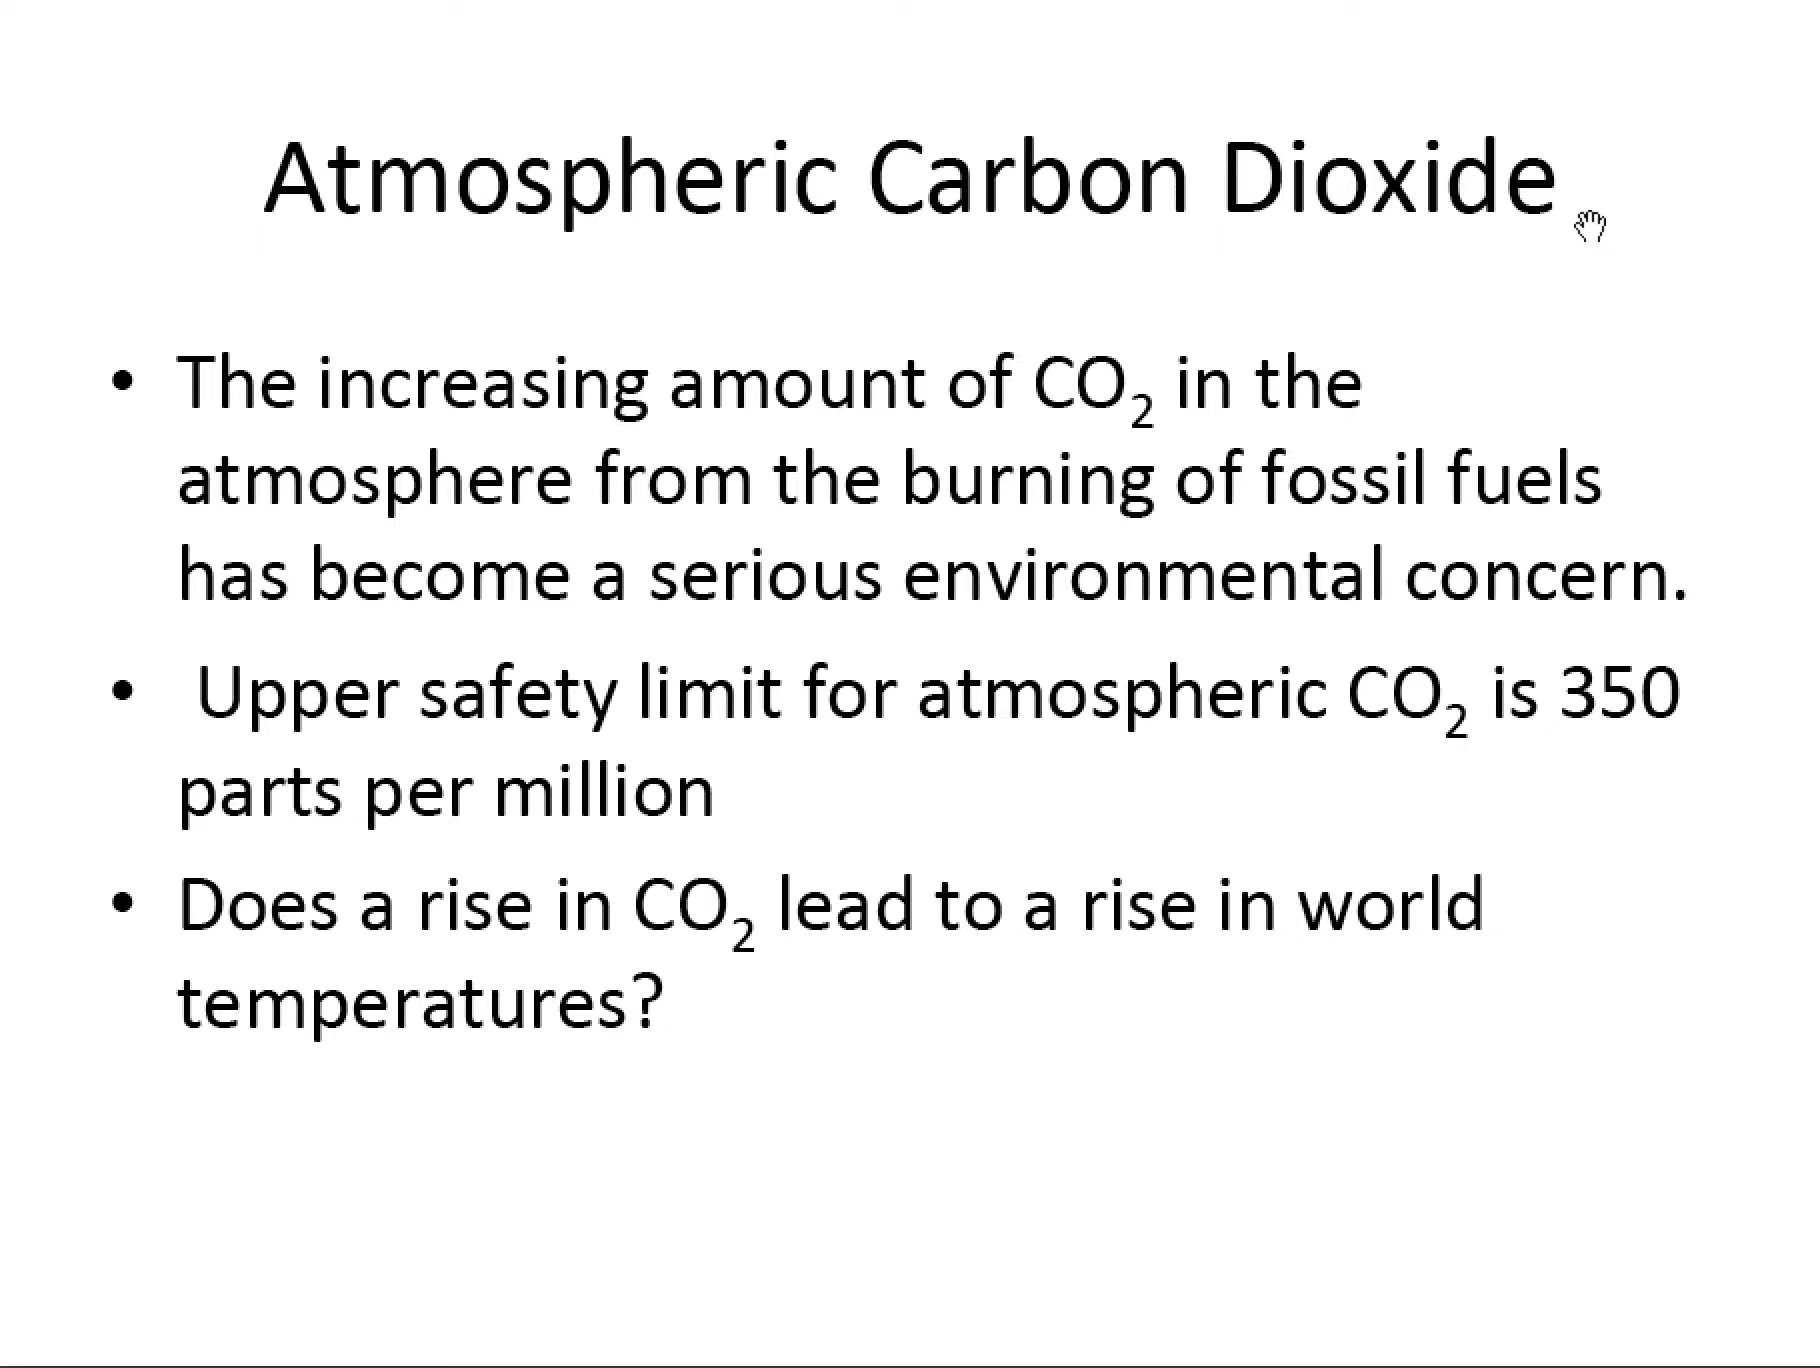 Atmospheric Carbon Dioxide
• The increasing amount of CO₂ in the
atmosphere from the burning of fossil fuels
has become a serious environmental concern.
• Upper safety limit for atmospheric CO₂ is 350
parts per million
• Does a rise in CO₂ lead to a rise in world
temperatures?